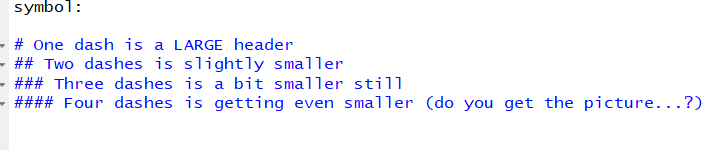 symbol:
# One dash is a LARGE header
## Two dashes is slightly smaller
### Three dashes is a bit smaller still
#### Four dashes is getting even smaller (do you get the picture...?)